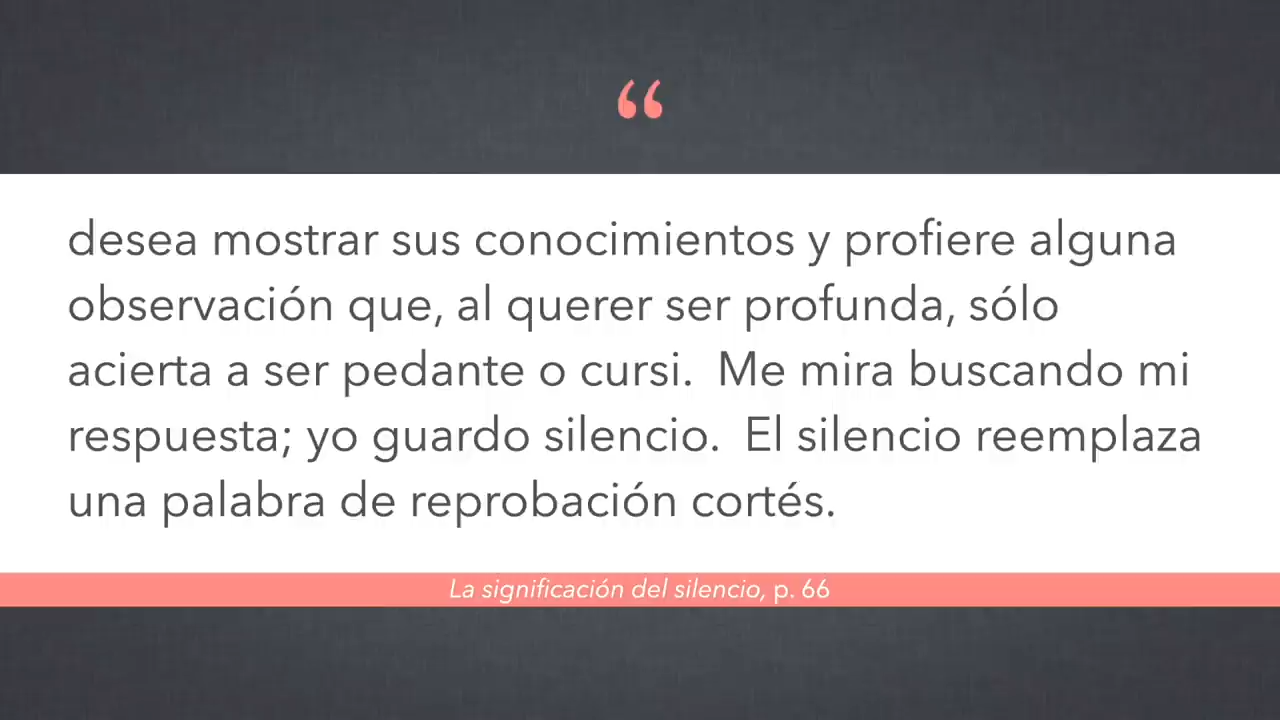 “
desea mostrar sus conocimientos y profiere alguna
observación que, al querer ser profunda, sólo
acierta a ser pedante o cursi.  Me mira buscando mi
respuesta; yo guardo silencio.  El silencio reemplaza
una palabra de reprobación cortés.
La significación del silencio, p. 66